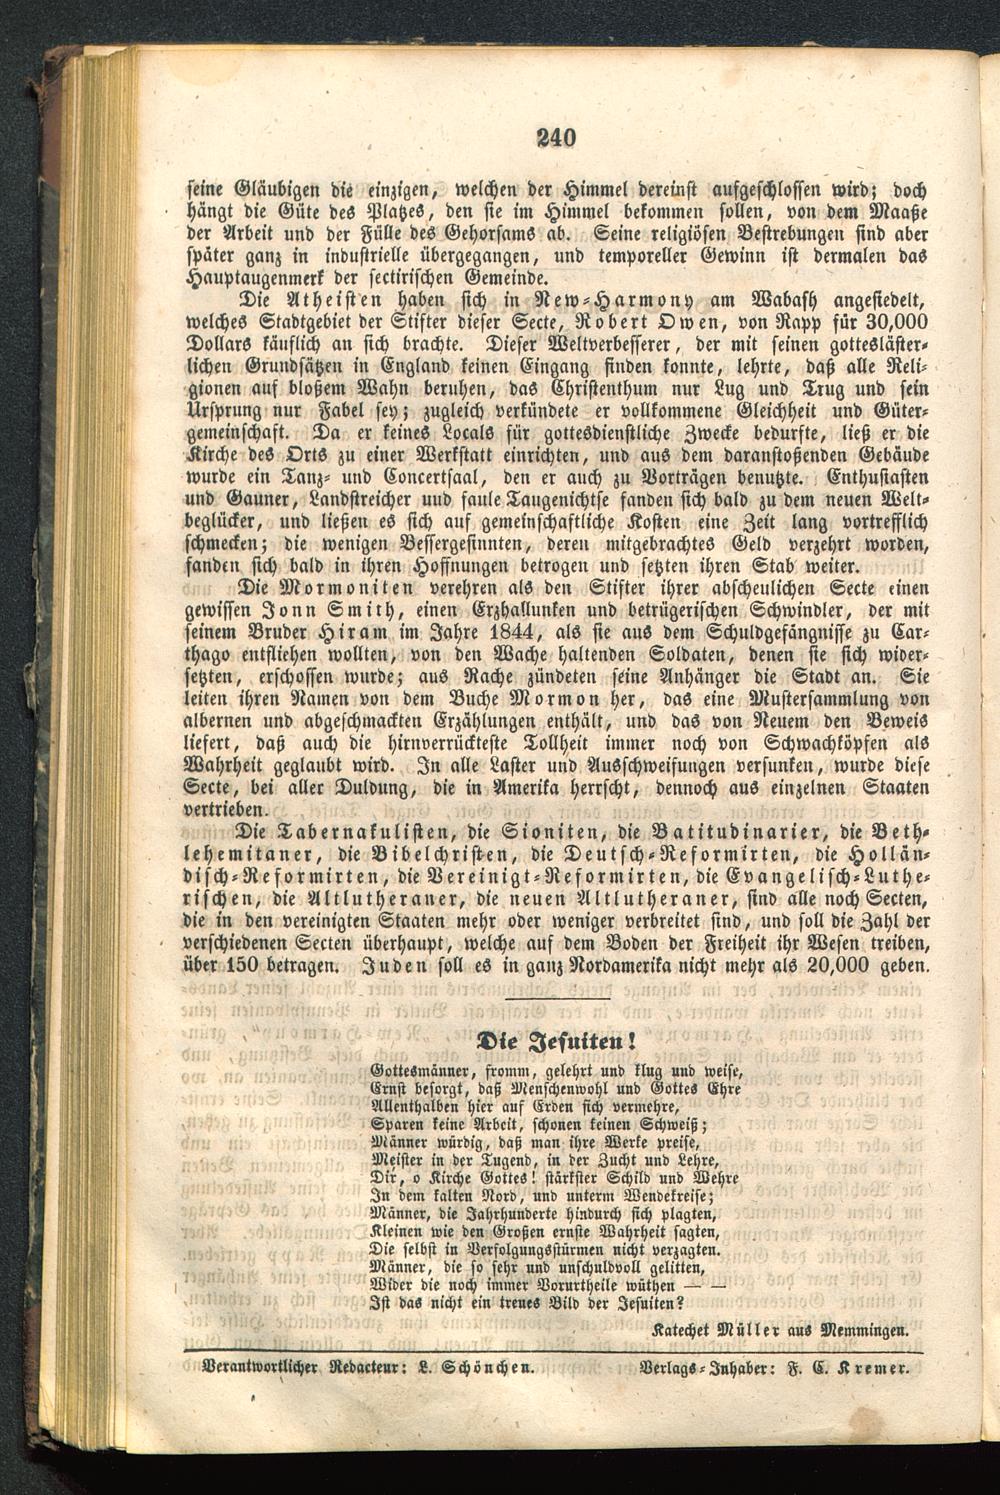 240
seine Gläubigen die einzigen, welchen der Himmel dereinst aufgeschlossen wird; doch
hängt die Güte des Platzes, den sie im Himmel bekommen sollen, von dem Maaße
der Arbeit und der Fülle des Gehorsams ab. Seine religiösen Bestrebungen sind aber
später ganz in industrielle übergegangen, und temporeller Gewinn ist dermalen das
Hauptaugenmerk der sectirischen Gemeinde.
Die Atheisten haben sich in New-Harmony am Wabash angesiedelt,
welches Stadtgebiet der Stifter dieser Secte, Robert Owen, von Rapp für 30,000
Dollars käuflich an sich brachte. Dieser Weltverbesserer, der mit seinen gottesläster-
lichen Grundsätzen in England keinen Eingang finden konnte, lehrte, daß alle Reli-
gionen auf bloßem Wahn beruhen, das Christenthum nur Lug und Trug und sein
Ursprung nur Fabel sey; zugleich verkündete er vollkommene Gleichheit und Güter-
gemeinschaft. Da er keines Locals für gottesdienstliche Zwecke bedurfte, ließ er die
Kirche des Orts zu einer Werkstatt einrichten, und aus dem daranstoßenden Gebäude
wurde ein Tanz- und Concertsaal, den er auch zu Vorträgen benutzte. Enthusiasten
und Gauner, Landstreicher uud faule Taugenichtse fanden sich bald zu dem neuen Welt-
beglücker, und ließen es sich auf gemeinschaftliche Kosten eine Zeit lang vortrefflich
schmecken; die wenigen Bessergesinnten, deren mitgebrachtes Geld verzehrt worden,
fanden sich bald in ihren Hoffnungen betrogen und setzten ihren Stab weiter.
Die Mormoniten verehren als den Stifter ihrer abscheulichen Secte einen
gewissen Jonn Smith, einen Erzhallunken und betrügerischen Schwindler, der mit
seinem Bruder Hiram im Jahre 1844, als sie aus dem Schuldgefängnisse zu Car-
thago entfliehen wollten, von den Wache haltenden Soldaten, denen sie sich wider-
setzten, erschossen wurde; aus Rache zündeten seine Anhänger die Stadt an. Sie
leiten ihren Namen von dem Buche Mormon her, das eine Mustersammlung von
albernen und abgeschmackten Erzählungen enthält, und das von Neuem den Beweis
liefert, daß auch die hirnverrückteste Tollheit immer noch von Schwachköpfen als
Wahrheit geglaubt wird. In alle Laster und Ausschweifungen versunken, wurde diese
Secte, bei aller Duldung, die in Amerika herrscht, dennoch aus einzelnen Staaten
vertrieben.
Die Tabernakulisten, die Sioniten, die Batitudinarier, die Beth-
lehemitaner, die Bibelchristen, die Deutsch-Reformirten, die Hollän-
disch-Reformirten, die Vereinigt-Reformirten, die Evangelisch-Luthe-
rischen, die Altlutheraner, die neuen Altlutheraner, sind alle noch Secten,
die in den vereinigten Staaten mehr oder weniger verbreitet sind, und soll die Zahl der
verschiedenen Secten überhaupt, welche auf dem Boden der Freiheit ihr Wesen treiben,
über 150 betragen. Juden soll es in ganz Nordamerika nicht mehr als 20,000 geben.
Die Jesuiten!
Gottesmänner, fromm, gelehrt und klug und weise,
Ernst besorgt, daß Menschenwohl und Gottes Ehre
Allenthalben hier auf Erden sich vermehre,
Sparen keine Arbeit, schonen keinen Schweiß;
Männer würdig, daß man ihre Werke preise,
Meister in der Tugend, in der Zucht und Lehre,
Dir, o Kirche Gottes! stärkster Schild und Wehre
In dem kalten Nord, und unterm Wendekreise;
Männer, die Jahrhunderte hindurch sich plagten,
Kleinen wie den Großen ernste Wahrheit sagten,
Die selbst in Verfolgungsstürmen nicht verzagten.
Männer, die so sehr und unschuldvoll gelitten,
Wider die noch immer Vorurtheile wüthen — —
Ist das nicht ein treues Bild der Jesuiten?
Katechet Müller aus Memmingen.
Verantwortlicher Redacteur: L. Schönchen. Verlags-Inhaber: F. C. Kremer.